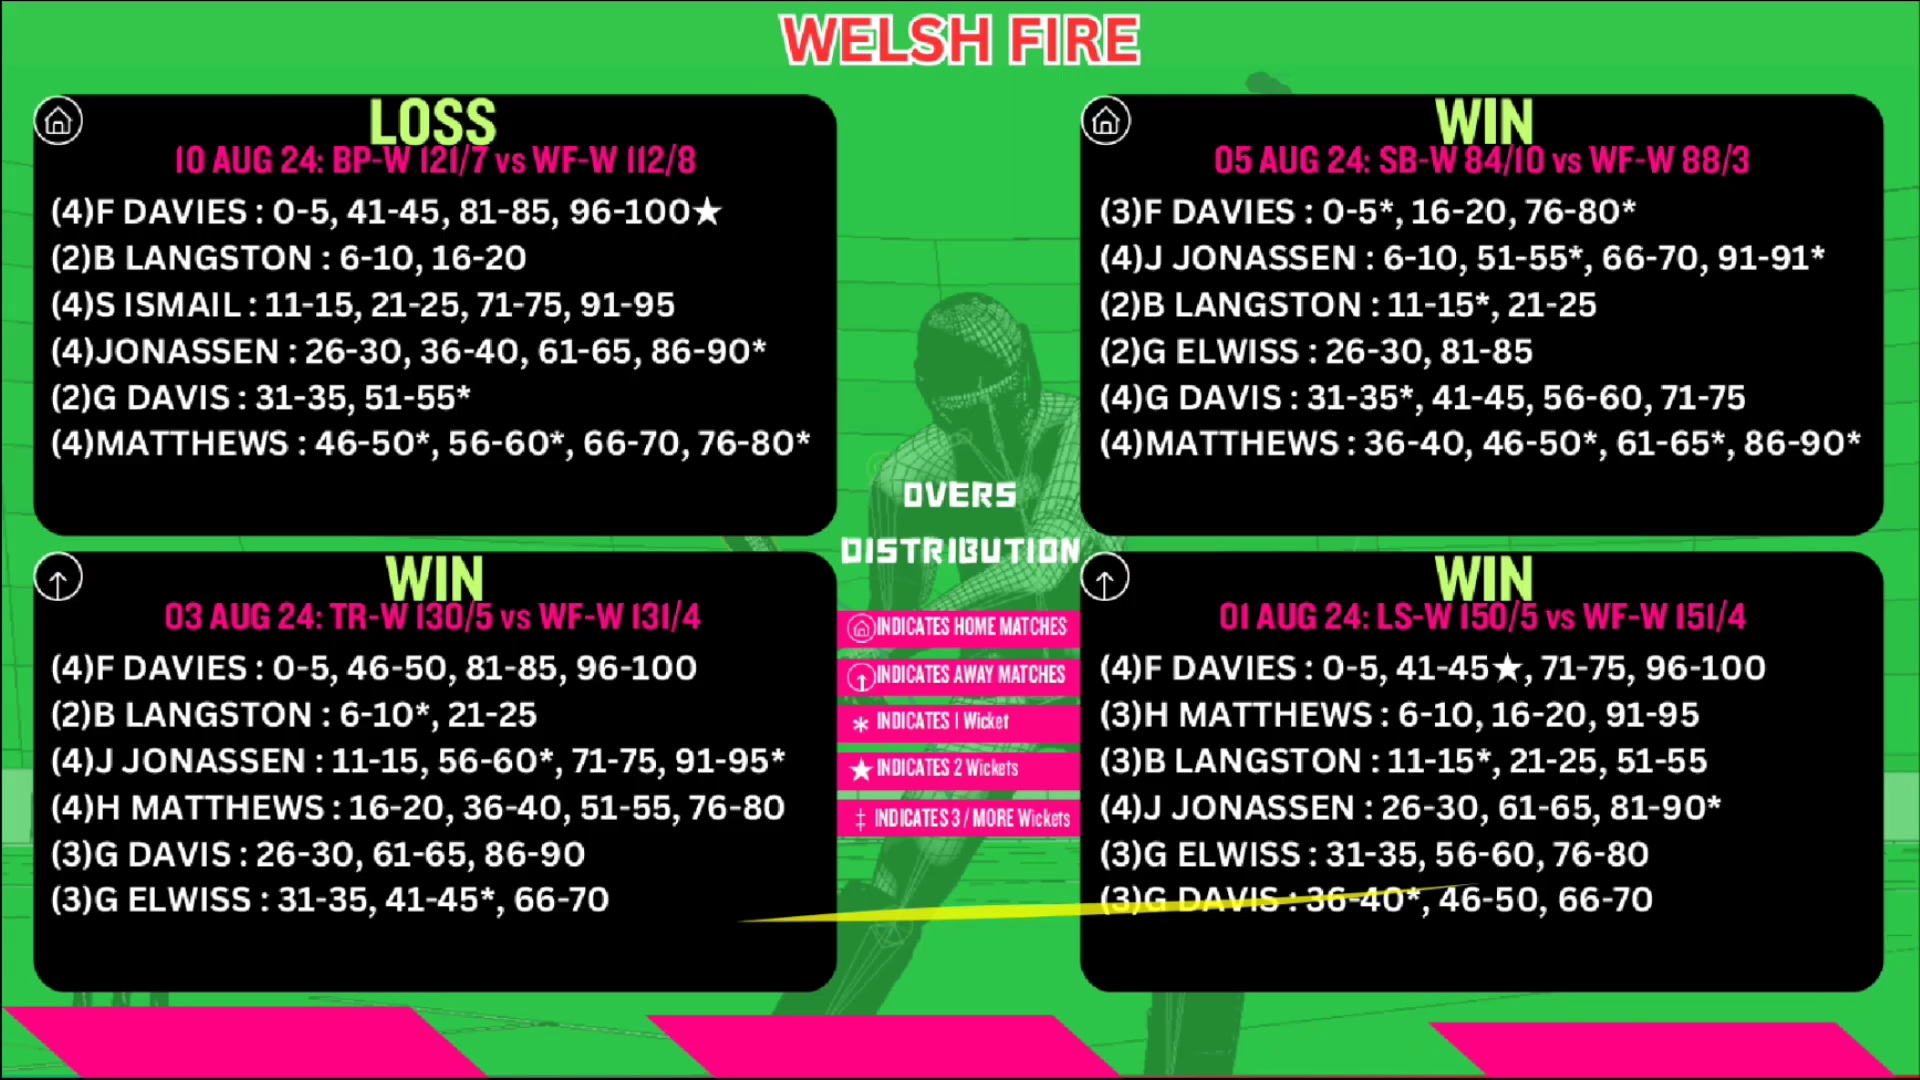 WELSH FIRE
LOSS
10 AUG 24: BP-W 121/7 vs WF-W 112/8
(4)F DAVIES : 0-5, 41-45, 81-85, 96-100★
(2)B LANGSTON : 6-10, 16-20
(4)S ISMAIL : 11-15, 21-25, 71-75, 91-95
(4)JONASSEN : 26-30, 36-40, 61-65, 86-90*
(2)G DAVIS : 31-35, 51-55*
(4)MATTHEWS : 46-50*, 56-60*, 66-70, 76-80*
WIN
05 AUG 24: SB-W 84/10 vs WF-W 88/3
(3)F DAVIES : 0-5*, 16-20, 76-80*
(4)J JONASSEN : 6-10, 51-55*, 66-70, 91-91*
(2)B LANGSTON : 11-15*, 21-25
(2)G ELWISS : 26-30, 81-85
(4)G DAVIS : 31-35*, 41-45, 56-60, 71-75
(4)MATTHEWS : 36-40, 46-50*, 61-65*, 86-90*
OVERS
DISTRIBUTION
INDICATES HOME MATCHES
↑ INDICATES AWAY MATCHES
* INDICATES 1 Wicket
★ INDICATES 2 Wickets
‡ INDICATES 3 / MORE Wickets
WIN
03 AUG 24: TR-W 130/5 vs WF-W 131/4
(4)F DAVIES : 0-5, 46-50, 81-85, 96-100
(2)B LANGSTON : 6-10*, 21-25
(4)J JONASSEN : 11-15, 56-60*, 71-75, 91-95*
(4)H MATTHEWS : 16-20, 36-40, 51-55, 76-80
(3)G DAVIS : 26-30, 61-65, 86-90
(3)G ELWISS : 31-35, 41-45*, 66-70
WIN
01 AUG 24: LS-W 150/5 vs WF-W 151/4
(4)F DAVIES : 0-5, 41-45★, 71-75, 96-100
(3)H MATTHEWS : 6-10, 16-20, 91-95
(3)B LANGSTON : 11-15*, 21-25, 51-55
(4)J JONASSEN : 26-30, 61-65, 81-90*
(3)G ELWISS : 31-35, 56-60, 76-80
(3)G DAVIS : 36-40*, 46-50, 66-70